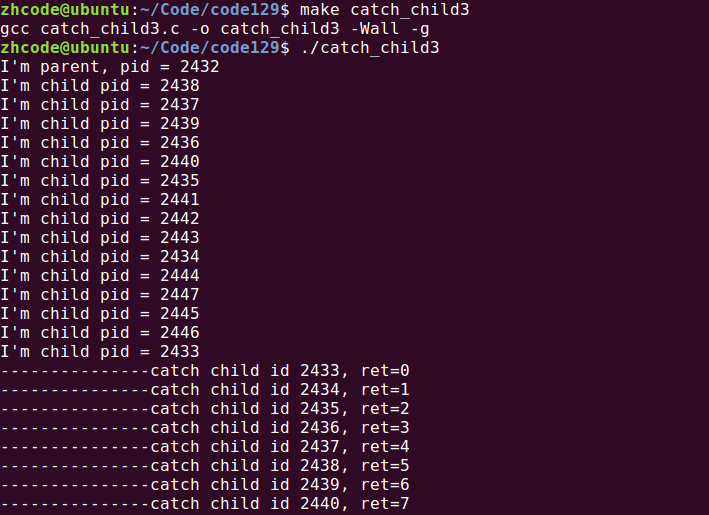 zhcode@ubuntu:~/Code/code129$ make catch_child3
gcc catch_child3.c -o catch_child3 -Wall -g
zhcode@ubuntu:~/Code/code129$ ./catch_child3
I'm parent, pid = 2432
I'm child pid = 2438
I'm child pid = 2437
I'm child pid = 2439
I'm child pid = 2436
I'm child pid = 2440
I'm child pid = 2435
I'm child pid = 2441
I'm child pid = 2442
I'm child pid = 2443
I'm child pid = 2434
I'm child pid = 2444
I'm child pid = 2447
I'm child pid = 2445
I'm child pid = 2446
I'm child pid = 2433
---------------catch child id 2433, ret=0
---------------catch child id 2434, ret=1
---------------catch child id 2435, ret=2
---------------catch child id 2436, ret=3
---------------catch child id 2437, ret=4
---------------catch child id 2438, ret=5
---------------catch child id 2439, ret=6
---------------catch child id 2440, ret=7